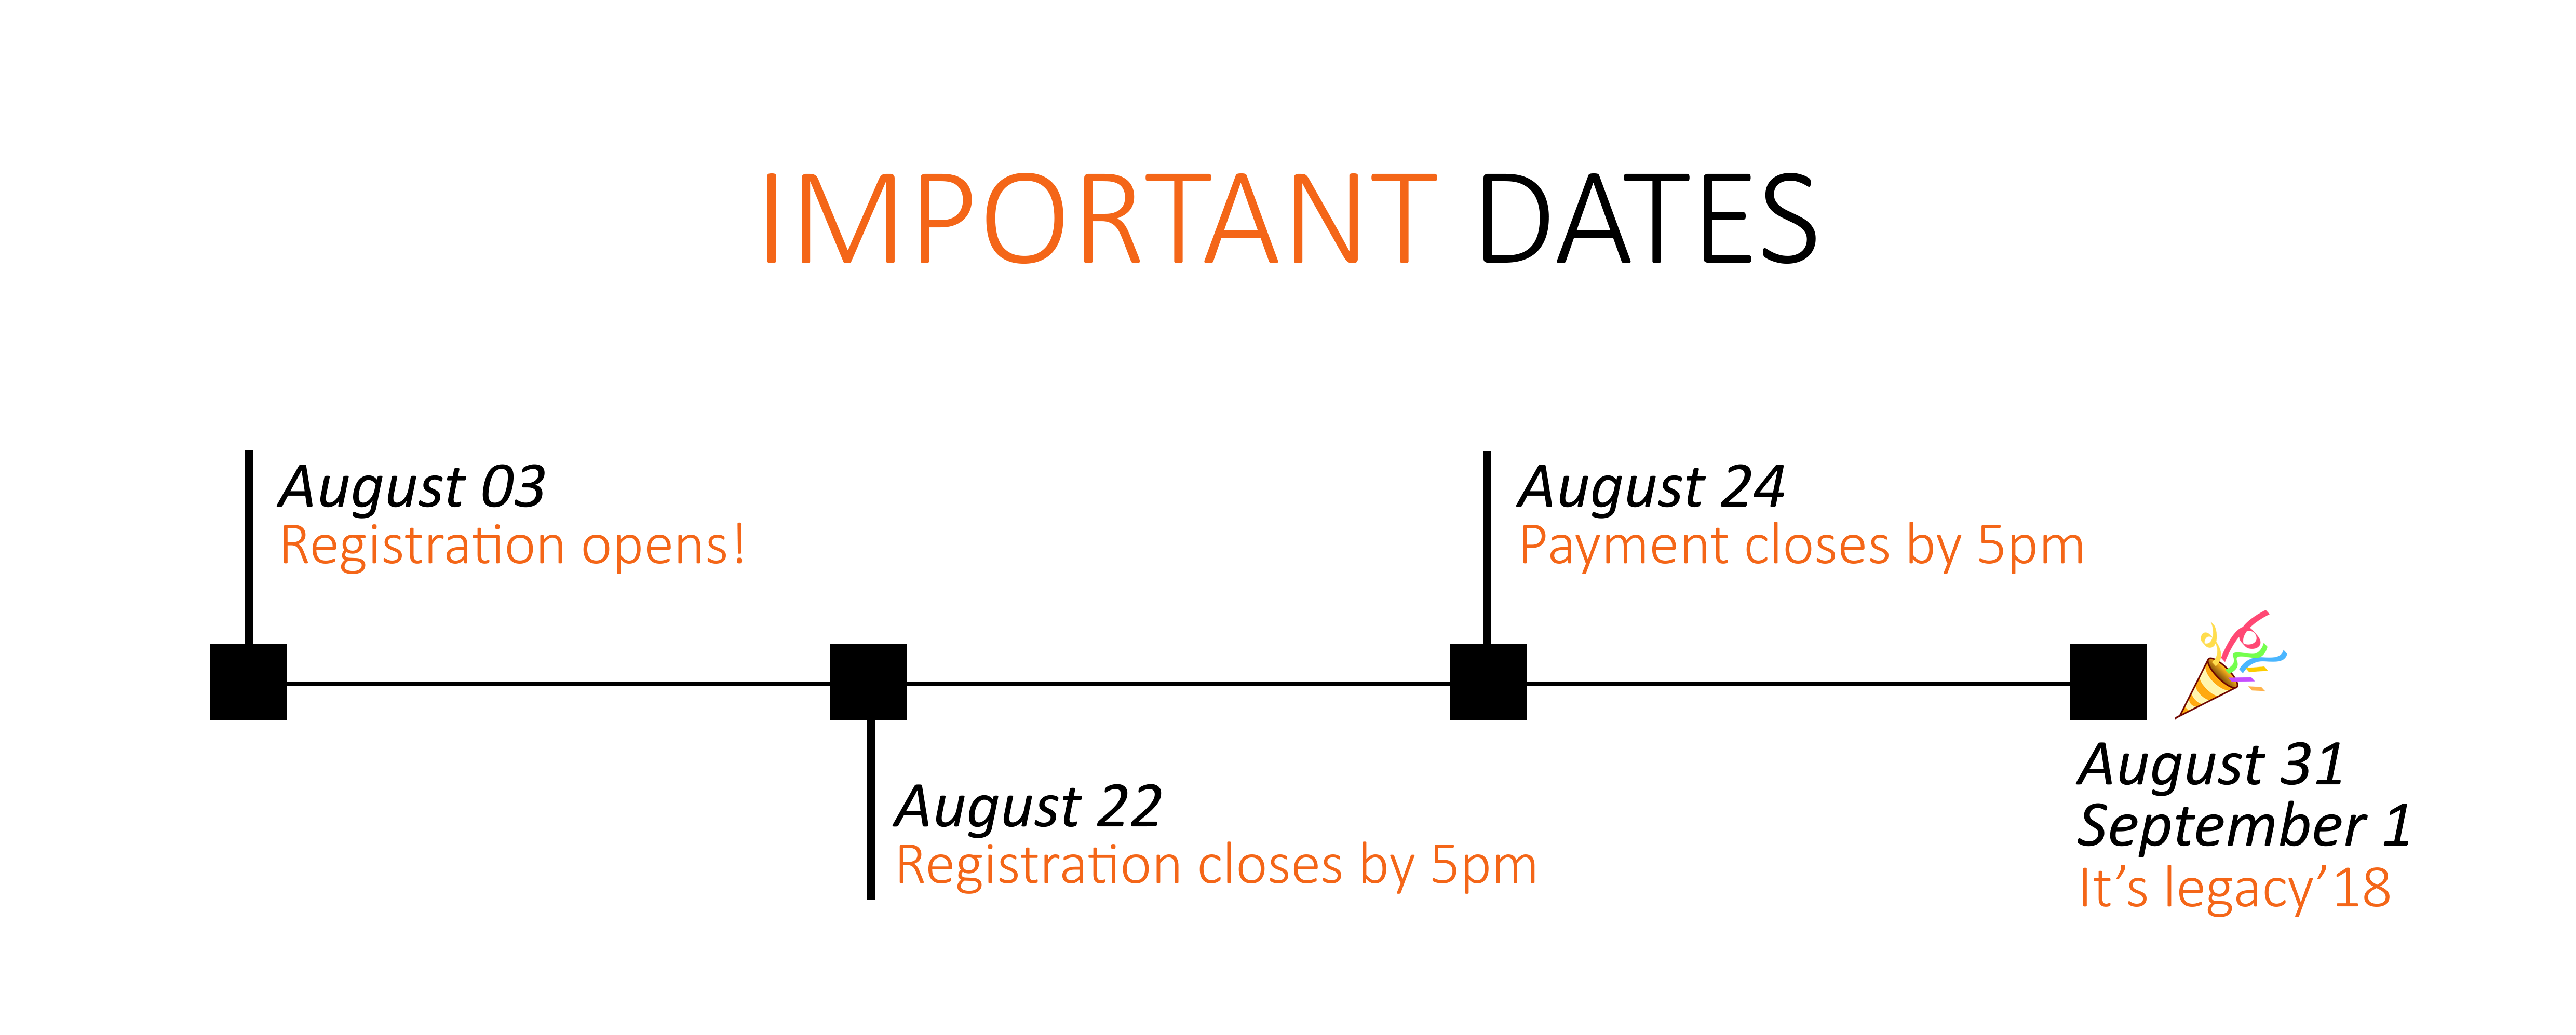 IMPORTANT DATES
August 03
Registration opens!
August 22
Registration closes by 5pm
August 24
Payment closes by 5pm
August 31
September 1
It’s legacy’18